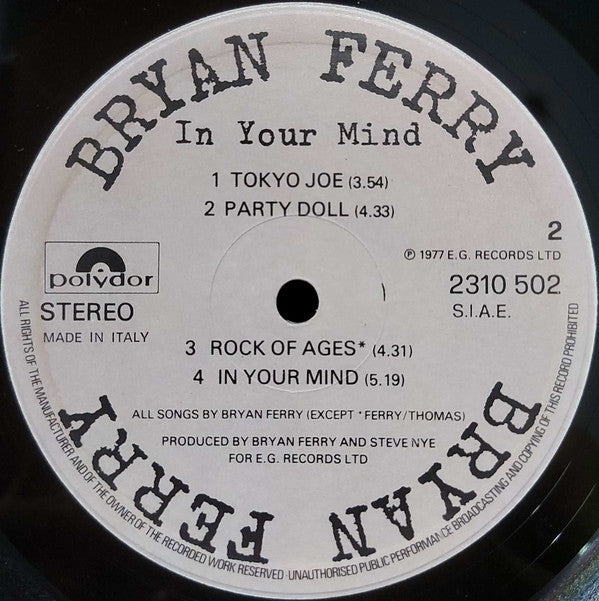 BRYAN FERRY
In Your Mind
1 TOKYO JOE (3.54)
2 PARTY DOLL (4.33)
2
℗ 1977 E.G. RECORDS LTD
polydor
2310 502
STEREO
S.I.A.E.
MADE IN ITALY
3 ROCK OF AGES* (4.31)
4 IN YOUR MIND (5.19)
ALL SONGS BY BRYAN FERRY (EXCEPT *FERRY/THOMAS)
PRODUCED BY BRYAN FERRY AND STEVE NYE
FOR E.G. RECORDS LTD
BRYAN FERRY
ALL RIGHTS OF THE MANUFACTURER AND OF THE OWNER OF THE RECORDED WORK RESERVED·UNAUTHORISED PUBLIC PERFORMANCE BROADCASTING AND COPYING OF THIS RECORD PROHIBITED